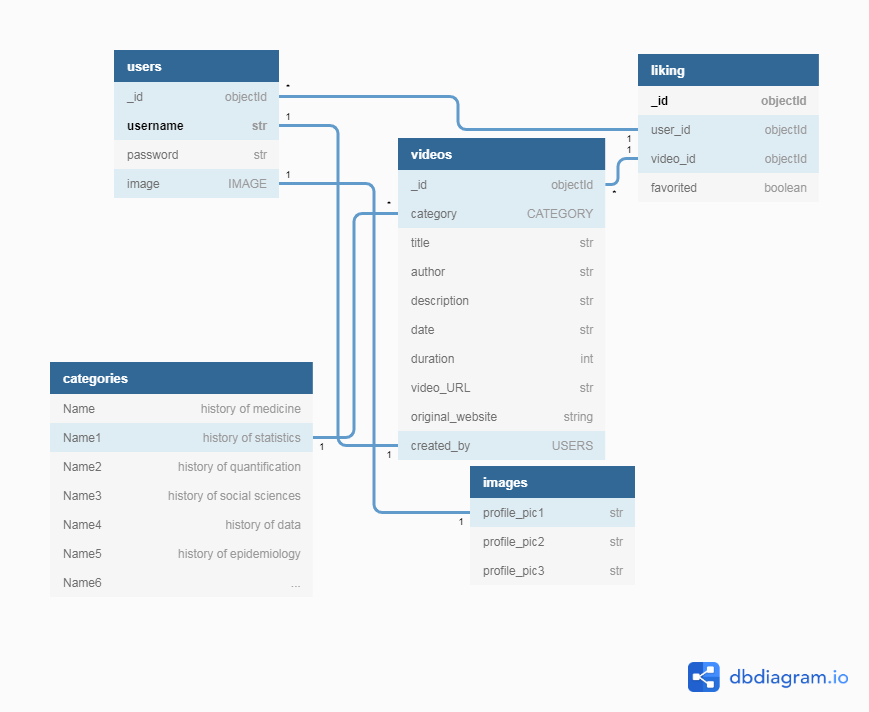 users
_id objectId
username str
password str
image IMAGE
*
1
1
liking
_id objectId
user_id objectId
video_id objectId
favorited boolean
1
1
*
videos
_id objectId
category CATEGORY
title str
author str
description str
date str
duration int
video_URL str
original_website string
created_by USERS
*
1
categories
Name history of medicine
Name1 history of statistics
Name2 history of quantification
Name3 history of social sciences
Name4 history of data
Name5 history of epidemiology
Name6 ...
1
images
profile_pic1 str
profile_pic2 str
profile_pic3 str
1
dbdiagram.io